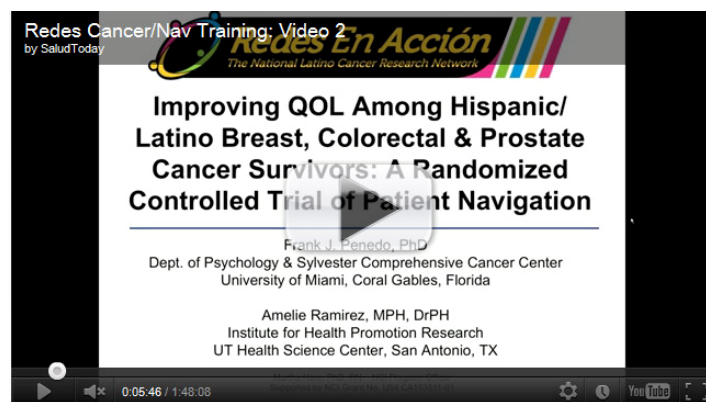 Redes Cancer/Nav Training: Video 2
by SaludToday
Redes En Acción
The National Latino Cancer Research Network
Improving QOL Among Hispanic/
Latino Breast, Colorectal & Prostate
Cancer Survivors: A Randomized
Controlled Trial of Patient Navigation
Frank J. Penedo, PhD
Dept. of Psychology & Sylvester Comprehensive Cancer Center
University of Miami, Coral Gables, Florida
Amelie Ramirez, MPH, DrPH
Institute for Health Promotion Research
UT Health Science Center, San Antonio, TX
0:05:46 / 1:48:08
YouTube